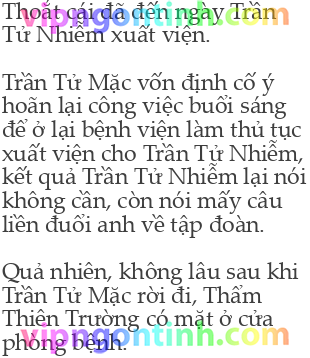 Thoắt cái đã đến ngày Trần
vipngontinh.com
Tử Nhiễm xuất viện.
Trần Tử Mặc vốn định cố ý
hoãn lại công việc buổi sáng
để ở lại bệnh viện làm thủ tục
xuất viện cho Trần Tử Nhiễm,
kết quả Trần Tử Nhiễm lại nói
không cần, còn nói mấy câu
liền đuổi anh về tập đoàn.
Quả nhiên, không lâu sau khi
Trần Tử Mặc rời đi, Thẩm
Thiên Trường có mặt ở cửa
vipngontinh.com
phòng bệnh.